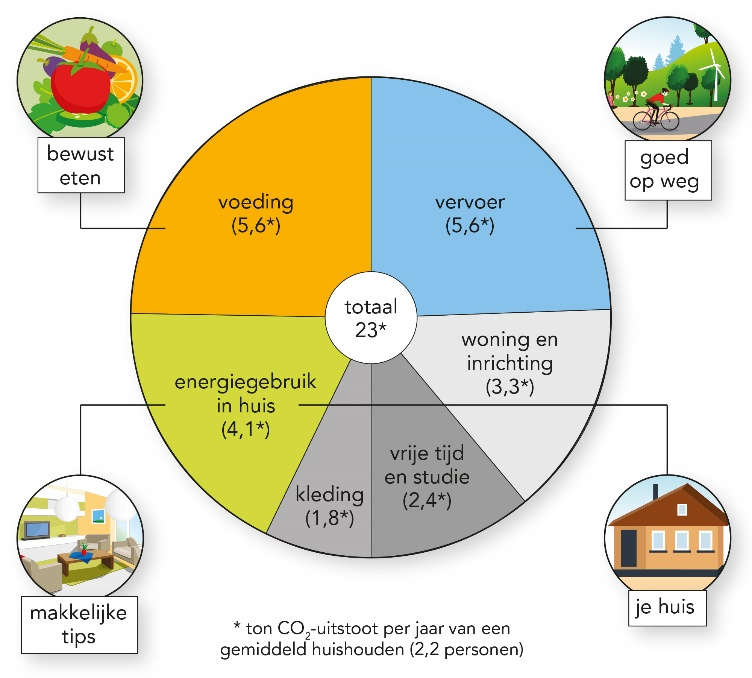 bewust
eten
goed
op weg
voeding
(5,6*)
vervoer
(5,6*)
totaal
23*
woning en
inrichting
(3,3*)
energiegebruik
in huis
(4,1*)
vrije tijd
en studie
(2,4*)
kleding
(1,8*)
makkelijke
tips
je huis
* ton CO₂-uitstoot per jaar van een
gemiddeld huishouden (2,2 personen)